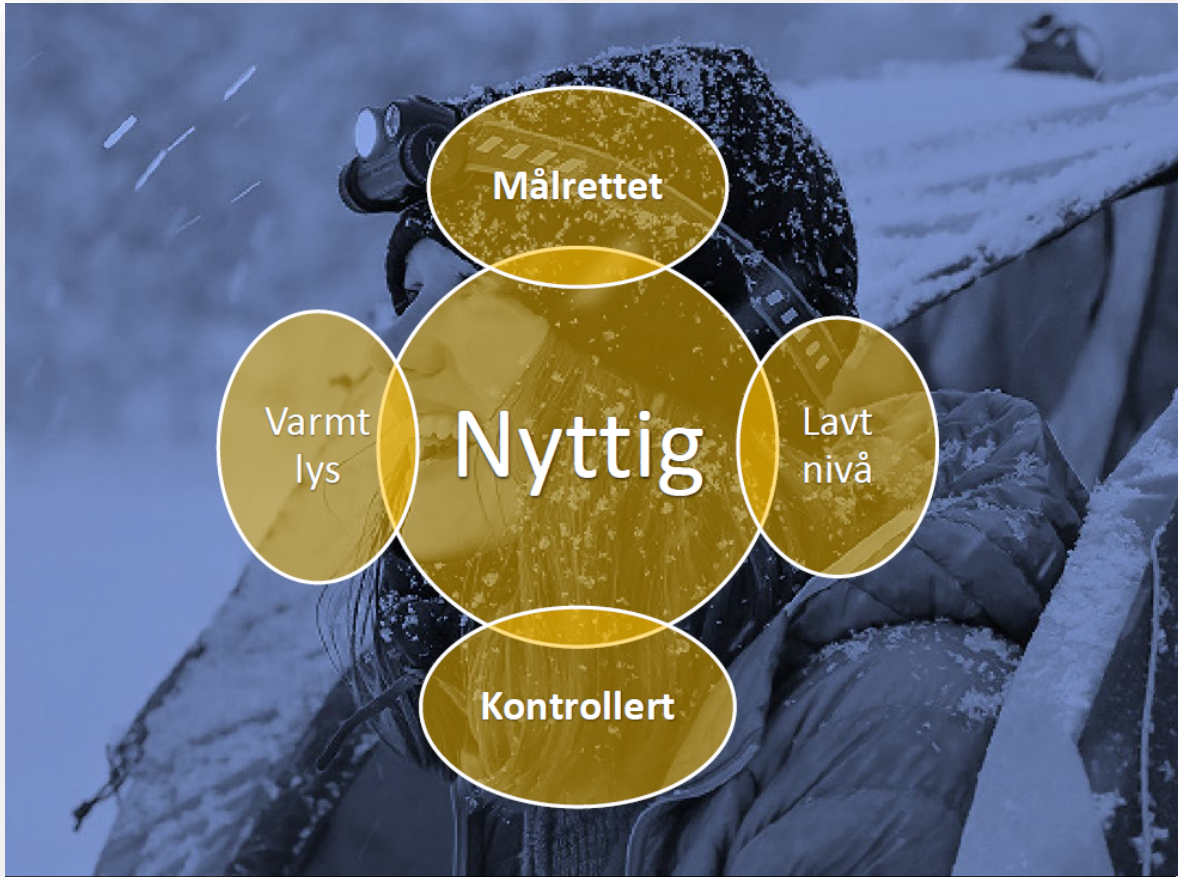 Målrettet
Varmt
lys
Nyttig
Lavt
nivå
Kontrollert